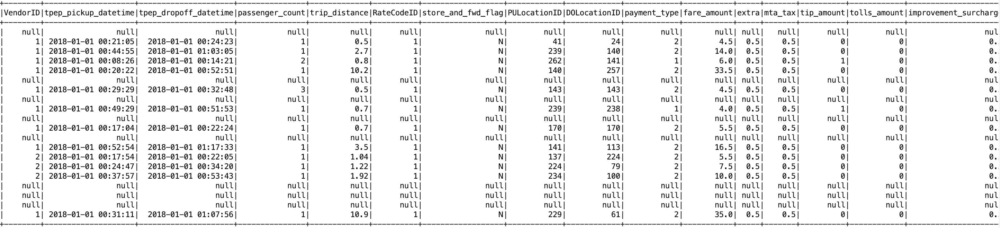 |VendorID|tpep_pickup_datetime|tpep_dropoff_datetime|passenger_count|trip_distance|RateCodeID|store_and_fwd_flag|PULocationID|DOLocationID|payment_type|fare_amount|extra|mta_tax|tip_amount|tolls_amount|improvement_surcharg
| null| null| null| null| null| null| null| null| null| null| null| null| null| null| null| nul
| 1| 2018-01-01 00:21:05| 2018-01-01 00:24:23| 1| 0.5| 1| N| 41| 24| 2| 4.5| 0.5| 0.5| 0| 0| 0.
| 1| 2018-01-01 00:44:55| 2018-01-01 01:03:05| 1| 2.7| 1| N| 239| 140| 2| 14.0| 0.5| 0.5| 0| 0| 0.
| 1| 2018-01-01 00:08:26| 2018-01-01 00:14:21| 2| 0.8| 1| N| 262| 141| 1| 6.0| 0.5| 0.5| 1| 0| 0.
| 1| 2018-01-01 00:20:22| 2018-01-01 00:52:51| 1| 10.2| 1| N| 140| 257| 2| 33.5| 0.5| 0.5| 0| 0| 0.
| null| null| null| null| null| null| null| null| null| null| null| null| null| null| null| nul
| 1| 2018-01-01 00:29:29| 2018-01-01 00:32:48| 3| 0.5| 1| N| 143| 143| 2| 4.5| 0.5| 0.5| 0| 0| 0.
| null| null| null| null| null| null| null| null| null| null| null| null| null| null| null| nul
| 1| 2018-01-01 00:49:29| 2018-01-01 00:51:53| 1| 0.7| 1| N| 239| 238| 1| 4.0| 0.5| 0.5| 1| 0| 0.
| null| null| null| null| null| null| null| null| null| null| null| null| null| null| null| nul
| 1| 2018-01-01 00:17:04| 2018-01-01 00:22:24| 1| 0.7| 1| N| 170| 170| 2| 5.5| 0.5| 0.5| 0| 0| 0.
| null| null| null| null| null| null| null| null| null| null| null| null| null| null| null| nul
| 1| 2018-01-01 00:52:54| 2018-01-01 01:17:33| 1| 3.5| 1| N| 141| 113| 2| 16.5| 0.5| 0.5| 0| 0| 0.
| 2| 2018-01-01 00:17:54| 2018-01-01 00:22:05| 1| 1.04| 1| N| 137| 224| 2| 5.5| 0.5| 0.5| 0| 0| 0.
| 2| 2018-01-01 00:24:47| 2018-01-01 00:34:20| 1| 1.22| 1| N| 224| 79| 2| 7.5| 0.5| 0.5| 0| 0| 0.
| 2| 2018-01-01 00:37:57| 2018-01-01 00:53:43| 1| 1.92| 1| N| 234| 100| 2| 10.0| 0.5| 0.5| 0| 0| 0.
| null| null| null| null| null| null| null| null| null| null| null| null| null| null| null| nul
| null| null| null| null| null| null| null| null| null| null| null| null| null| null| null| nul
| null| null| null| null| null| null| null| null| null| null| null| null| null| null| null| nul
| 1| 2018-01-01 00:31:11| 2018-01-01 01:07:56| 1| 10.9| 1| N| 229| 61| 2| 35.0| 0.5| 0.5| 0| 0| 0.